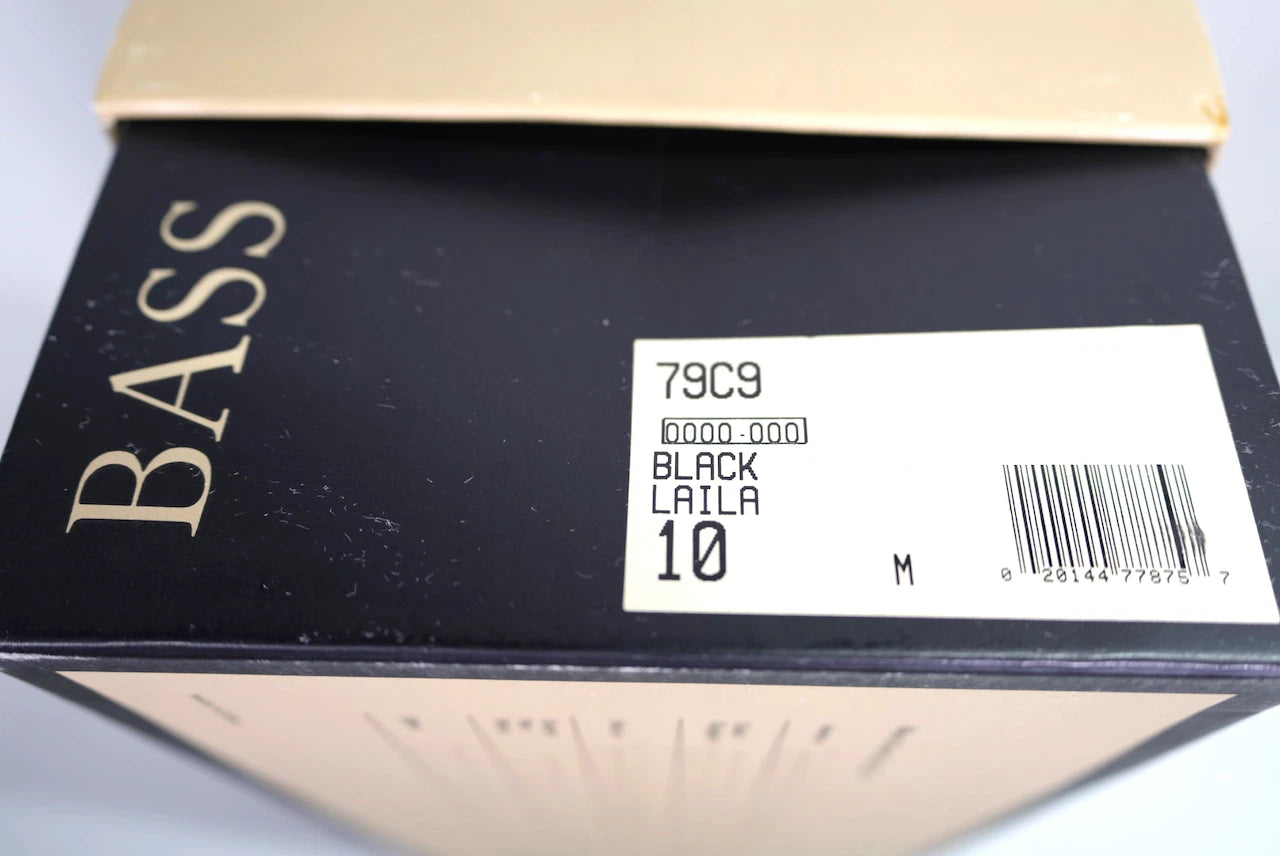 BASS
79C9
0000-000
BLACK
LAILA
10 M
0 20144 77875 7